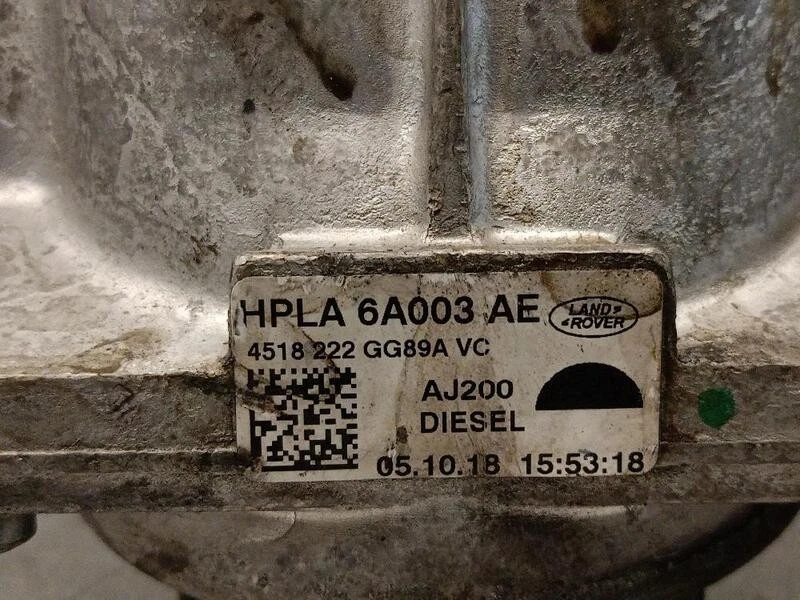 HPLA 6A003 AE
LAND ROVER
4518 222 GG89A VC
AJ200
DIESEL
05.10.18 15:53:18